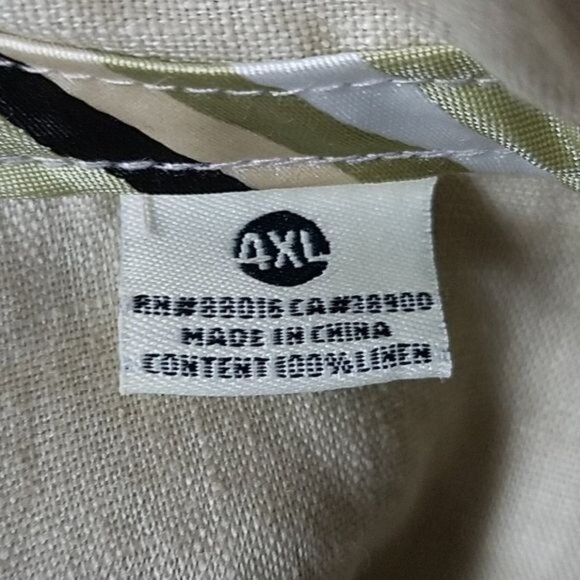 4XL
RN#88016 CA#38900
MADE IN CHINA
CONTENT 100% LINEN